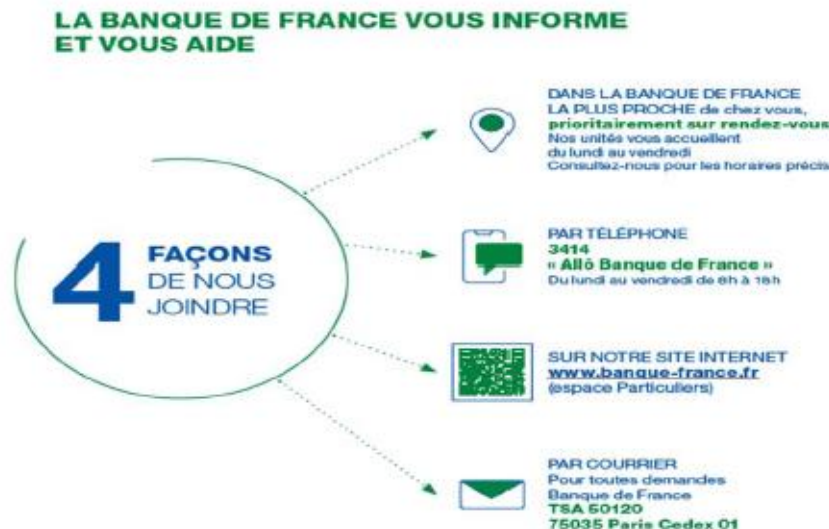 LA BANQUE DE FRANCE VOUS INFORME
ET VOUS AIDE
4
FAÇONS
DE NOUS
JOINDRE
DANS LA BANQUE DE FRANCE
LA PLUS PROCHE de chez vous,
prioritairement sur rendez-vous
Nos unités vous accueillent
du lundi au vendredi
Consultez-nous pour les horaires précis
PAR TÉLÉPHONE
3414
« Allô Banque de France »
Du lundi au vendredi de 8h à 18h
SUR NOTRE SITE INTERNET
www.banque-france.fr
(espace Particuliers)
PAR COURRIER
Pour toutes demandes
Banque de France
TSA 50120
75035 Paris Cedex 01